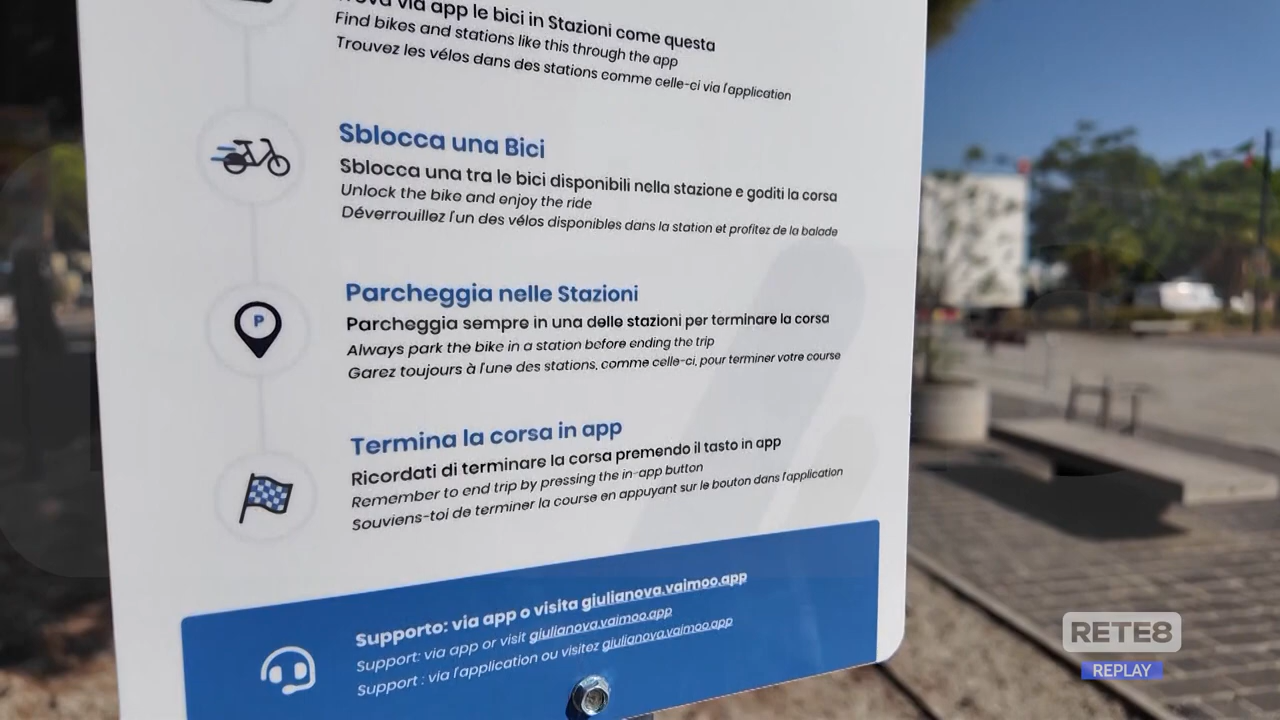 via app le bici in Stazioni come questa
Find bikes and stations like this through the app
Trouvez les vélos dans des stations comme celle-ci via l'application
Sblocca una Bici
Sblocca una tra le bici disponibili nella stazione e goditi la corsa
Unlock the bike and enjoy the ride
Déverrouillez l'un des vélos disponibles dans la station et profitez de la balade
P
Parcheggia nelle Stazioni
Parcheggia sempre in una delle stazioni per terminare la corsa
Always park the bike in a station before ending the trip
Garez toujours à l'une des stations, comme celle-ci, pour terminer votre course
Termina la corsa in app
Ricordati di terminare la corsa premendo il tasto in app
Remember to end trip by pressing the in-app button
Souviens-toi de terminer la course en appuyant sur le bouton dans l'application
Supporto: via app o visita giulianova.vaimoo.app
Support: via app or visit giulianova.vaimoo.app
Support : via l'application ou visitez giulianova.vaimoo.app
RETE8
REPLAY